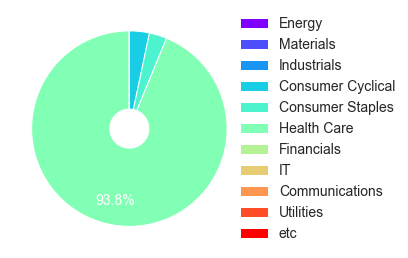 Energy
Materials
Industrials
Consumer Cyclical
Consumer Staples
Health Care
Financials
IT
Communications
Utilities
etc
93.8%